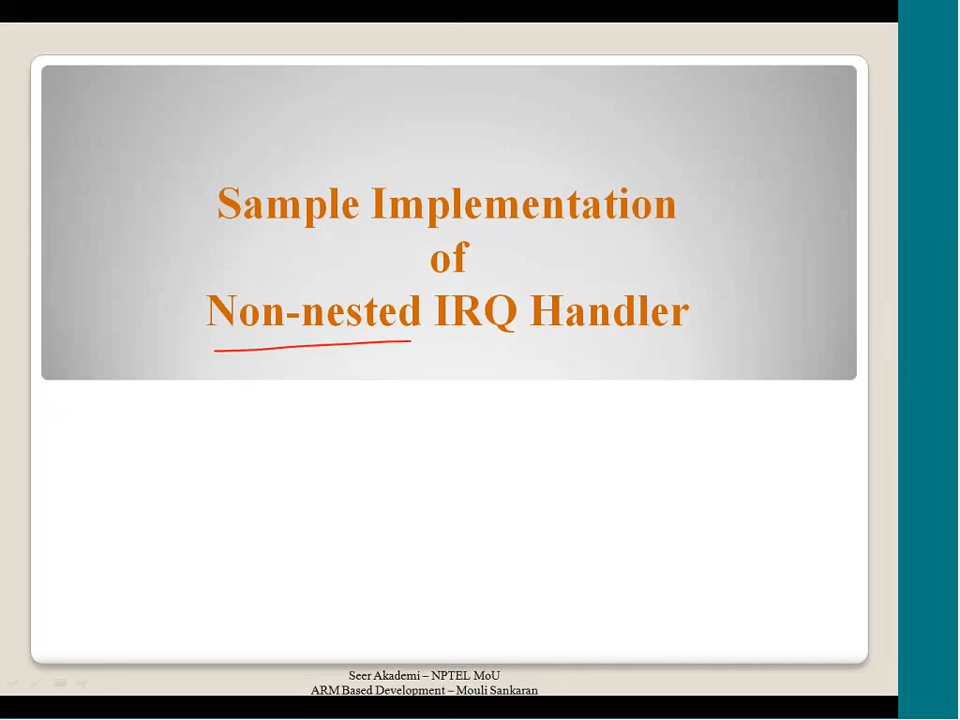 Sample Implementation
of
Non-nested IRQ Handler
Seer Akademi – NPTEL MoU
ARM Based Development – Mouli Sankaran